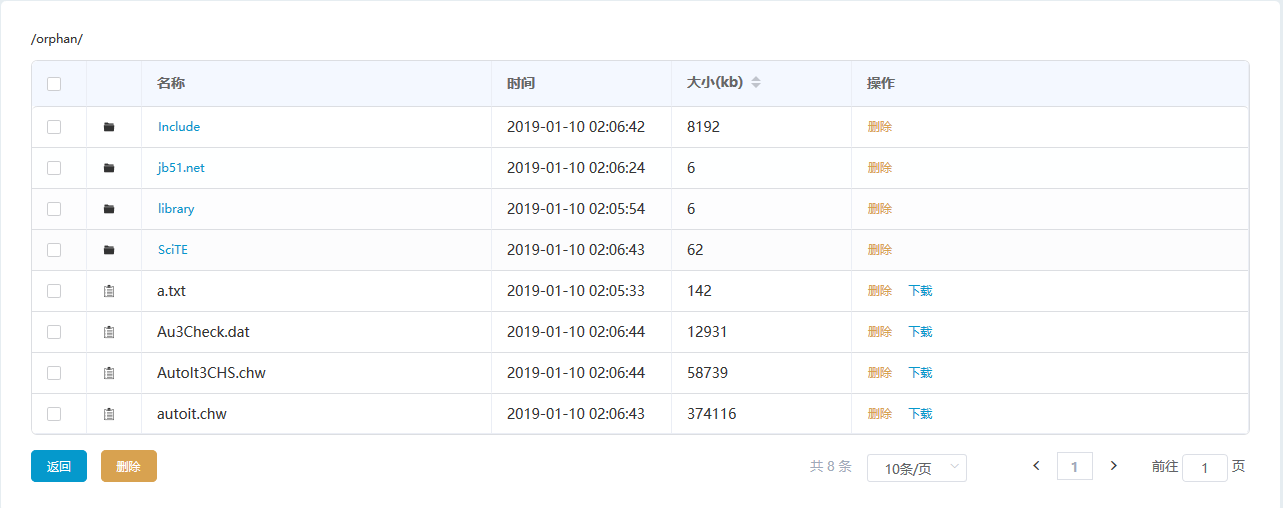 /orphan/
名称 时间 大小(kb) 操作
Include 2019-01-10 02:06:42 8192 删除
jb51.net 2019-01-10 02:06:24 6 删除
library 2019-01-10 02:05:54 6 删除
SciTE 2019-01-10 02:06:43 62 删除
a.txt 2019-01-10 02:05:33 142 删除 下载
Au3Check.dat 2019-01-10 02:06:44 12931 删除 下载
AutoIt3CHS.chw 2019-01-10 02:06:44 58739 删除 下载
autoit.chw 2019-01-10 02:06:43 374116 删除 下载
返回 删除 共 8 条 10条/页 1 前往 1 页